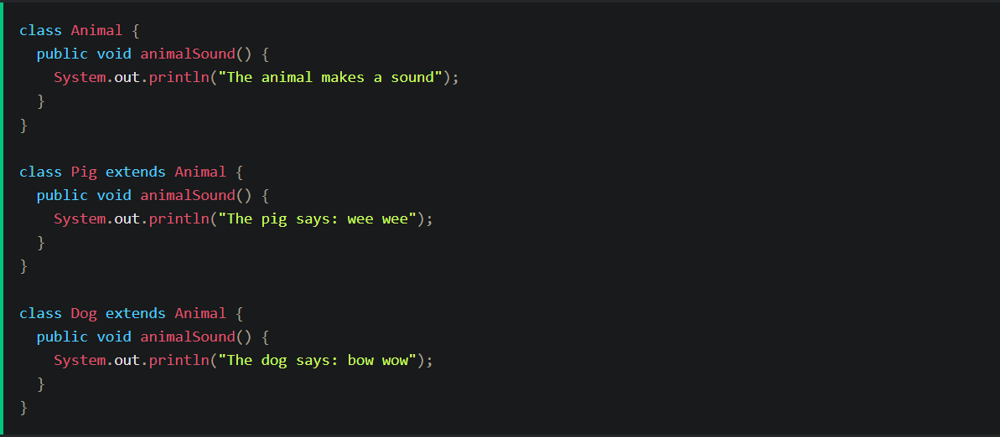 class Animal {
  public void animalSound() {
    System.out.println("The animal makes a sound");
  }
}

class Pig extends Animal {
  public void animalSound() {
    System.out.println("The pig says: wee wee");
  }
}

class Dog extends Animal {
  public void animalSound() {
    System.out.println("The dog says: bow wow");
  }
}